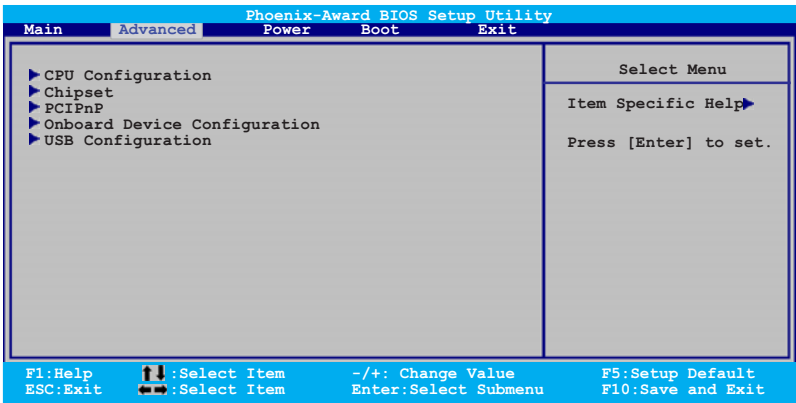 Phoenix-Award BIOS Setup Utility
Main Advanced Power Boot Exit
CPU Configuration
Chipset
PCIPnP
Onboard Device Configuration
USB Configuration
Select Menu
Item Specific Help
Press [Enter] to set.
F1:Help :Select Item -/+: Change Value F5:Setup Default
ESC:Exit :Select Item Enter:Select Submenu F10:Save and Exit